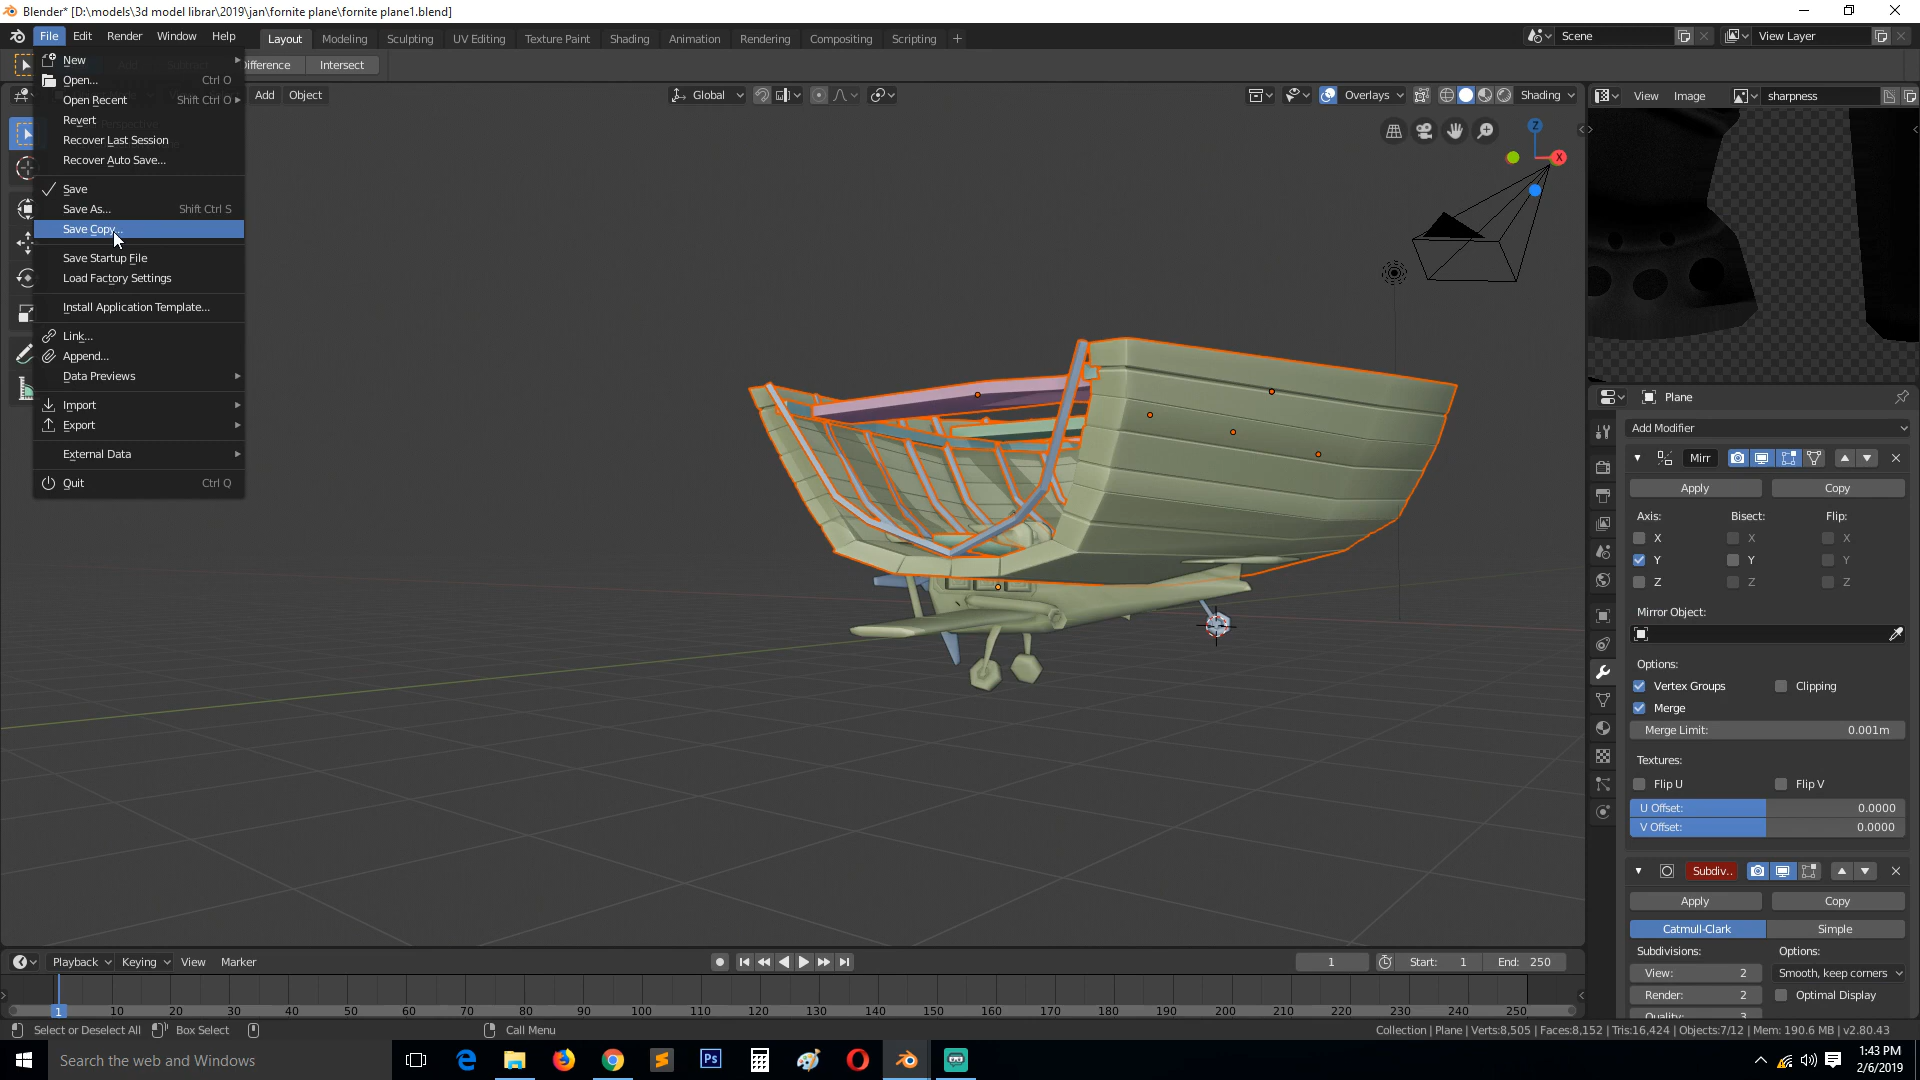 Blender* [D:\models\3d model librar\2019\jan\fornite plane\fornite plane1.blend]
File Edit Render Window Help Layout Modeling Sculpting UV Editing Texture Paint Shading Animation Rendering Compositing Scripting + Scene View Layer
ifference Intersect
Add Object Global Overlays Shading View Image sharpness
New
Open... Ctrl O
Open Recent Shift Ctrl O
Revert
Recover Last Session
Recover Auto Save...
Save
Save As... Shift Ctrl S
Save Copy...
Save Startup File
Load Factory Settings
Install Application Template...
Link...
Append...
Data Previews
Import
Export
External Data
Quit Ctrl Q
Z
X
Plane
Add Modifier
Mirr
Apply Copy
Axis: Bisect: Flip:
X X X
Y Y Y
Z Z Z
Mirror Object:
Options:
Vertex Groups Clipping
Merge
Merge Limit: 0.001m
Textures:
Flip U Flip V
U Offset: 0.0000
V Offset: 0.0000
Subdiv..
Apply Copy
Catmull-Clark Simple
Subdivisions: Options:
View: 2 Smooth, keep corners
Render: 2 Optimal Display
Quality: 3
Playback Keying View Marker 1 Start: 1 End: 250
1 10 20 30 40 50 60 70 80 90 100 110 120 130 140 150 160 170 180 190 200 210 220 230 240 250
Select or Deselect All Box Select Call Menu Collection | Plane | Verts:8,505 | Faces:8,152 | Tris:16,424 | Objects:7/12 | Mem: 190.6 MB | v2.80.43
Search the web and Windows
Ps
1:43 PM
2/6/2019